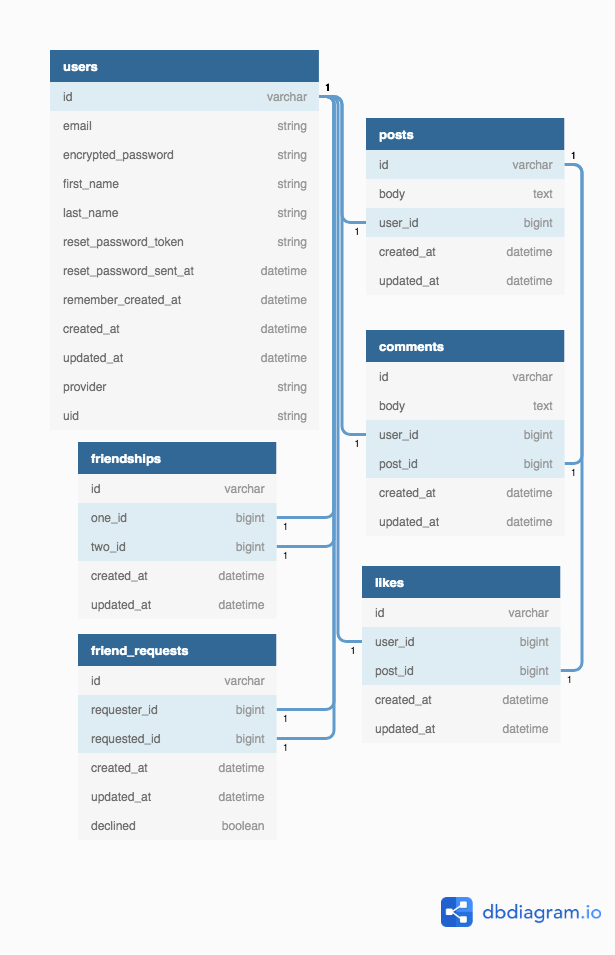 users
id varchar
email string
encrypted_password string
first_name string
last_name string
reset_password_token string
reset_password_sent_at datetime
remember_created_at datetime
created_at datetime
updated_at datetime
provider string
uid string
1
friendships
id varchar
one_id bigint
1
two_id bigint
1
created_at datetime
updated_at datetime
friend_requests
id varchar
requester_id bigint
1
requested_id bigint
1
created_at datetime
updated_at datetime
declined boolean
posts
1
id varchar
body text
user_id bigint
1
created_at datetime
updated_at datetime
comments
id varchar
body text
user_id bigint
1
post_id bigint
1
created_at datetime
updated_at datetime
likes
id varchar
user_id bigint
1
post_id bigint
1
created_at datetime
updated_at datetime
dbdiagram.io